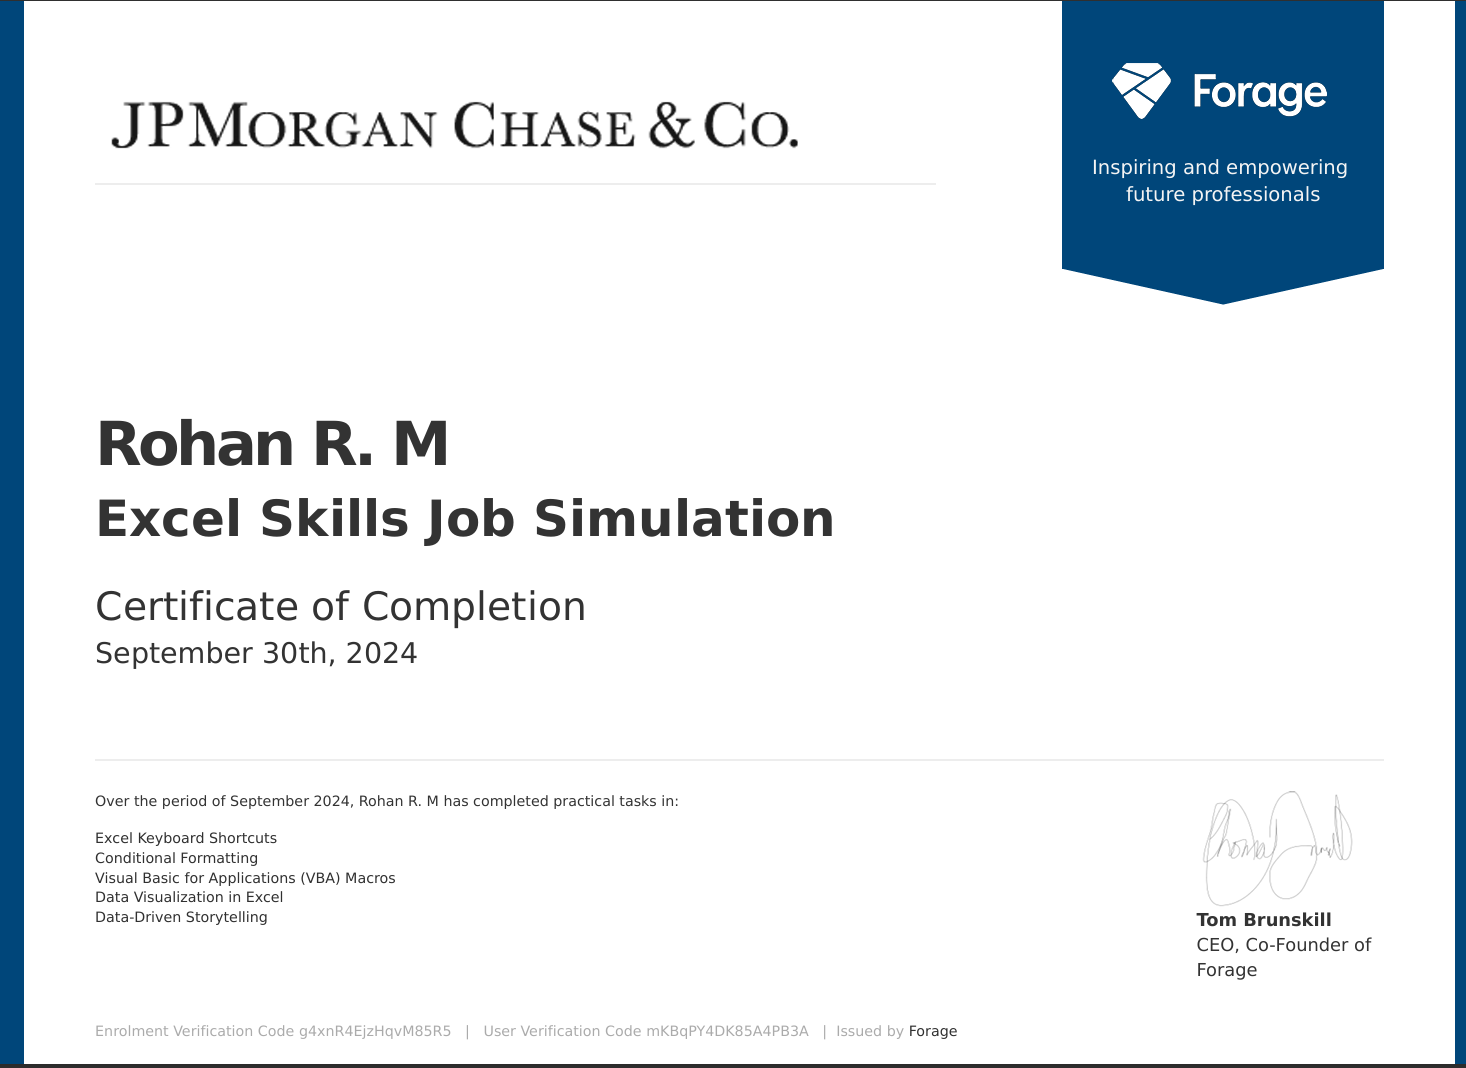 JPMORGAN CHASE & CO.
Forage
Inspiring and empowering
future professionals
Rohan R. M
Excel Skills Job Simulation
Certificate of Completion
September 30th, 2024
Over the period of September 2024, Rohan R. M has completed practical tasks in:
Excel Keyboard Shortcuts
Conditional Formatting
Visual Basic for Applications (VBA) Macros
Data Visualization in Excel
Data-Driven Storytelling
Tom Brunskill
CEO, Co-Founder of
Forage
Enrolment Verification Code g4xnR4EjzHqvM85R5 | User Verification Code mKBqPY4DK85A4PB3A | Issued by Forage